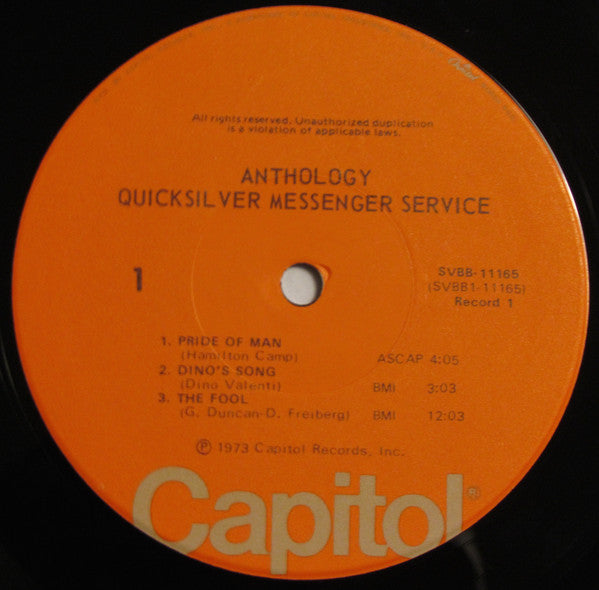 All rights reserved. Unauthorized duplication
is a violation of applicable laws.
ANTHOLOGY
QUICKSILVER MESSENGER SERVICE
1
SVBB-11165
(SVBB1-11165)
Record 1
1. PRIDE OF MAN
(Hamilton Camp) ASCAP 4:05
2. DINO'S SONG
(Dino Valenti) BMI 3:03
3. THE FOOL
(G. Duncan-D. Freiberg) BMI 12:03
℗ 1973 Capitol Records, Inc.
Capitol®